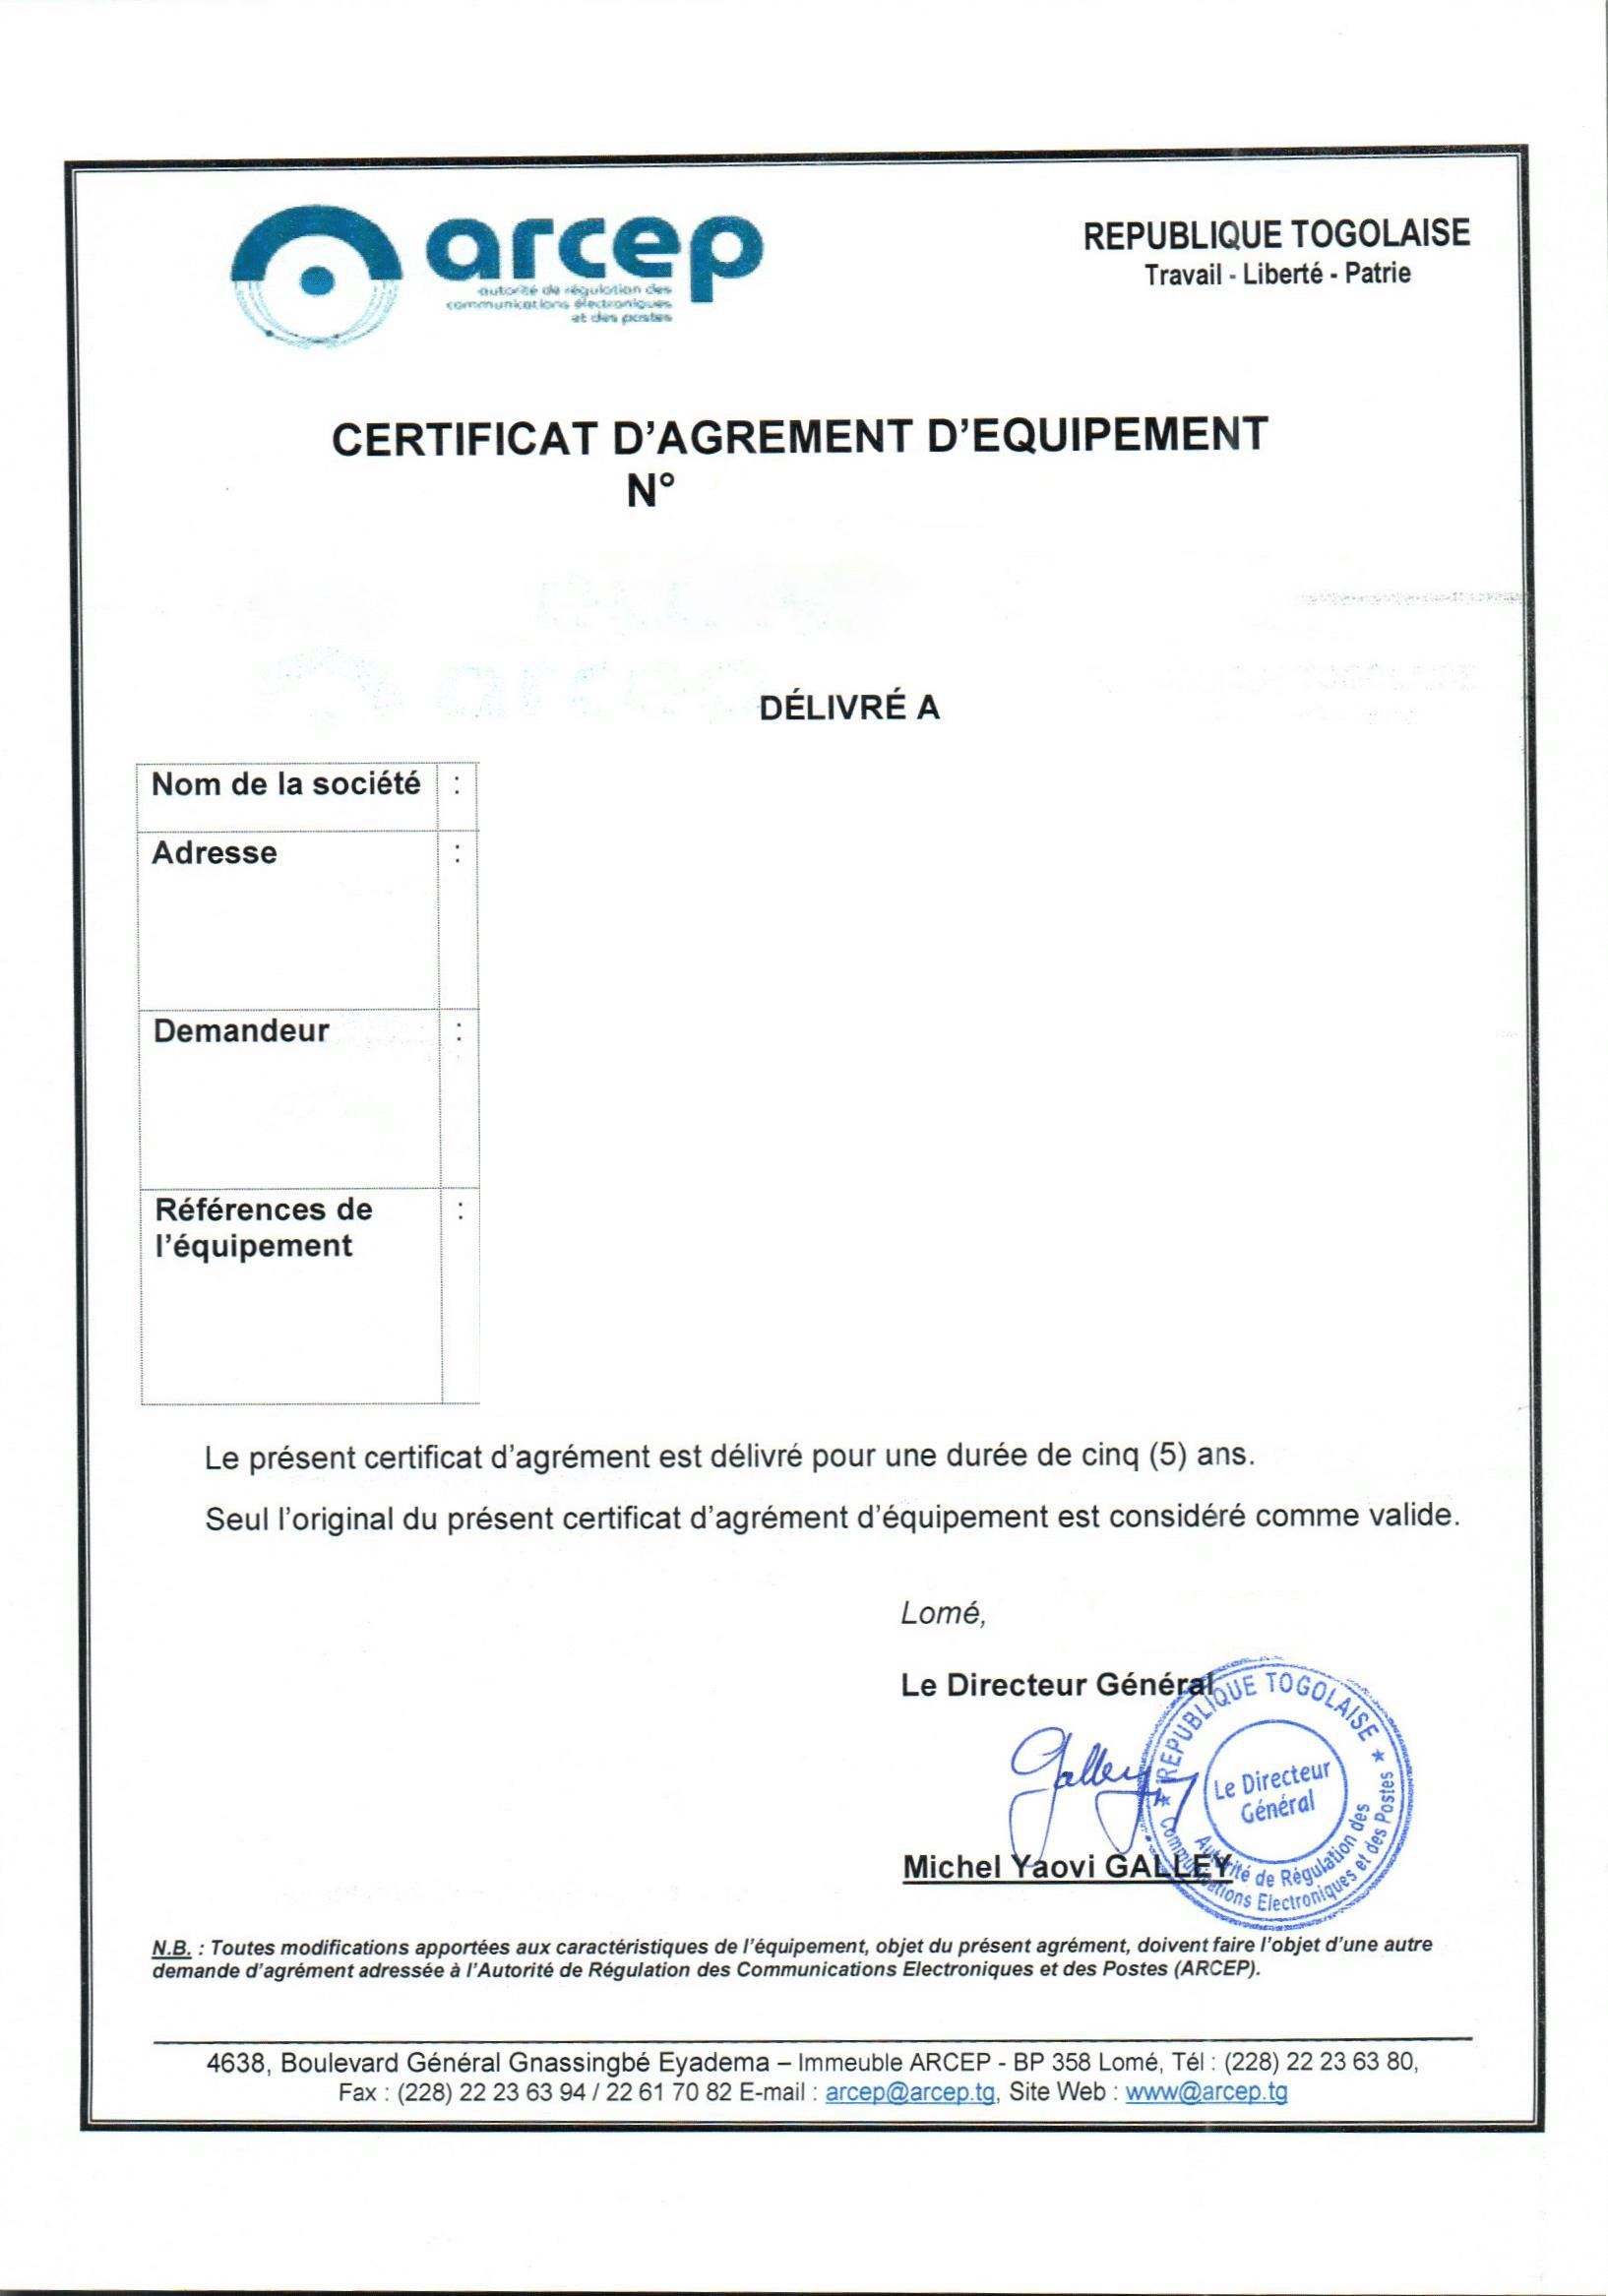 arcep
autorité de régulation des
communications électroniques
et des postes
REPUBLIQUE TOGOLAISE
Travail - Liberté - Patrie
CERTIFICAT D’AGREMENT D’EQUIPEMENT
N°
DÉLIVRÉ A
Nom de la société :
Adresse :
Demandeur :
Références de :
l’équipement
Le présent certificat d’agrément est délivré pour une durée de cinq (5) ans.
Seul l’original du présent certificat d’agrément d’équipement est considéré comme valide.
Lomé,
Le Directeur Général
Galley
★ REPUBLIQUE TOGOLAISE ★
Le Directeur
Général
Autorité de Régulation des
Communications Electroniques et des Postes
Michel Yaovi GALLEY
N.B. : Toutes modifications apportées aux caractéristiques de l’équipement, objet du présent agrément, doivent faire l’objet d’une autre
demande d’agrément adressée à l’Autorité de Régulation des Communications Electroniques et des Postes (ARCEP).
4638, Boulevard Général Gnassingbé Eyadema – Immeuble ARCEP - BP 358 Lomé, Tél : (228) 22 23 63 80,
Fax : (228) 22 23 63 94 / 22 61 70 82 E-mail : arcep@arcep.tg, Site Web : www@arcep.tg